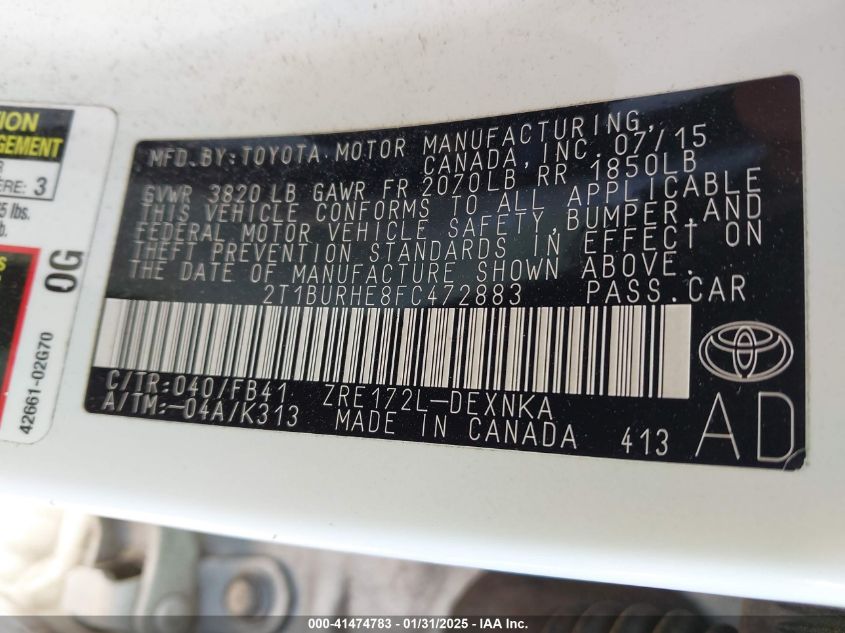 TION
GEMENT
R
ERE: 3
5 lbs.
b.
S
OG
42661-02G70
MFD. BY: TOYOTA MOTOR MANUFACTURING,
CANADA, INC. 07/15
GVWR 3820 LB GAWR FR 2070LB RR 1850LB
THIS VEHICLE CONFORMS TO ALL APPLICABLE
FEDERAL MOTOR VEHICLE SAFETY, BUMPER, AND
THEFT PREVENTION STANDARDS IN EFFECT ON
THE DATE OF MANUFACTURE SHOWN ABOVE.
2T1BURHE8FC472883 PASS. CAR
C/TR: 040/FB41 ZRE172L-DEXNKA
A/TM: -04A/K313 MADE IN CANADA 413 AD
000-41474783 - 01/31/2025 - IAA Inc.